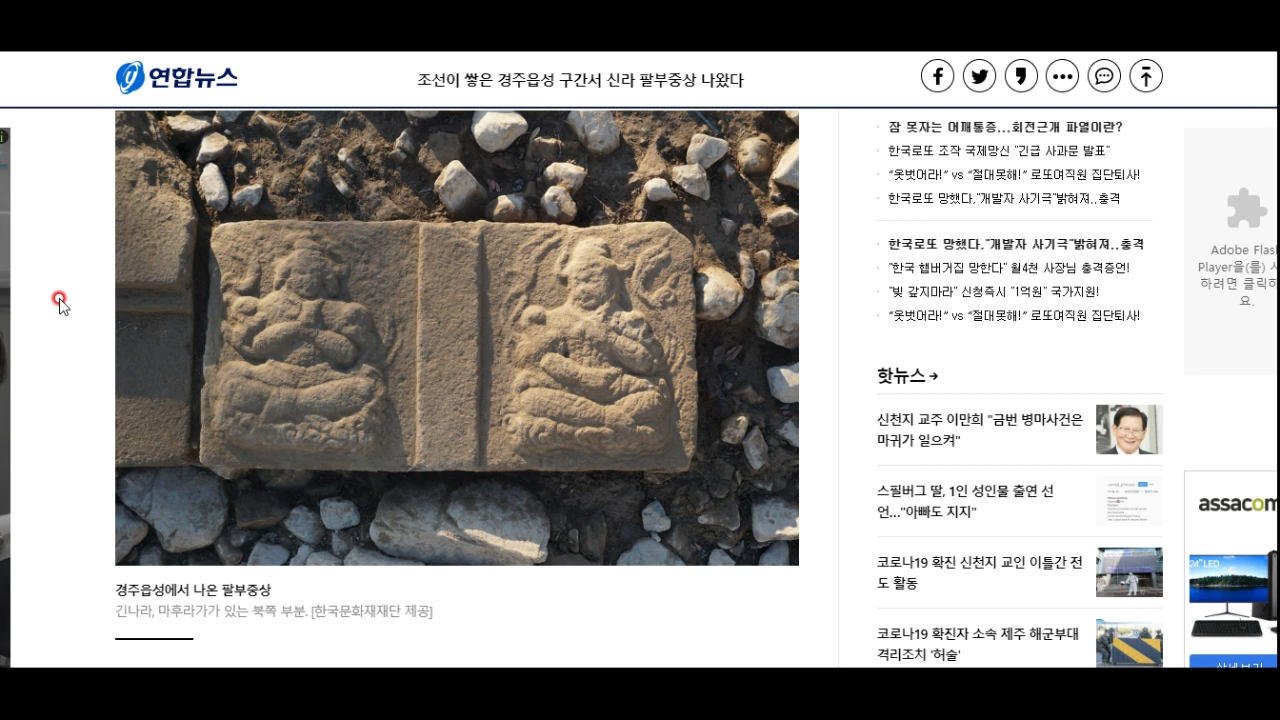 연합뉴스
조선이 쌓은 경주읍성 구간서 신라 팔부중상 나왔다
잠 못자는 어깨통증...회전근개 파열이란?
한국로또 조작 국제망신 "긴급 사과문 발표"
"옷벗어라!" vs "절대못해!" 로또여직원 집단퇴사!
한국로또 망했다,"개발자 사기극"밝혀져..충격
한국로또 망했다,"개발자 사기극"밝혀져..충격
"한국 햄버거집 망한다" 월4천 사장님 충격증언!
"빚 갚지마라" 신청즉시 "1억원" 국가지원!
"옷벗어라!" vs "절대못해!" 로또여직원 집단퇴사!
핫뉴스
신천지 교주 이만희 "금번 병마사건은
마귀가 일으켜"
스필버그 딸, 1인 성인물 출연 선
언..."아빠도 지지"
코로나19 확진 신천지 교인 이틀간 전
도 활동
코로나19 확진자 소속 제주 해군부대
격리조치 '허술'
Adobe Flash
Player을(를) 사
하려면 클릭하
요.
assacom
24"LED
상세보기
경주읍성에서 나온 팔부중상
긴나라, 마후라가가 있는 북쪽 부분. [한국문화재재단 제공]